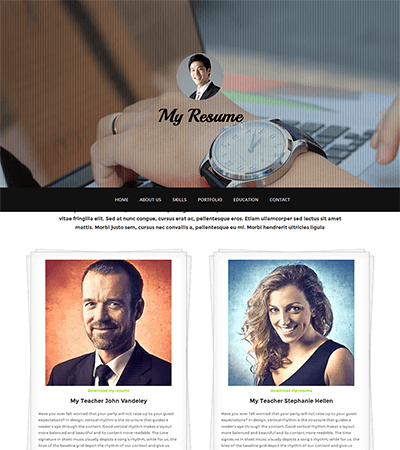 My Resume
HOME ABOUT US SKILLS PORTFOLIO EDUCATION CONTACT
vitae fringilla elit. Sed at nunc congue, cursus erat ac, pellentesque eros. Etiam ullamcorper sed lectus sit amet
mattis. Morbi justo sem, cursus nec convallis a, pellentesque eu mi. Morbi hendrerit ultricies ligula
Download my resume
My Teacher John Vandeley
Have you ever felt worried that your party will not raise up to your guest
expectations? In design, vertical rhythm is the structure that guides a
reader's eye through the content. Good vertical rhythm makes a layout
more balanced and beautiful and its content more readable. The time
signature in sheet music visually depicts a song's rhythm, while for us, the
lines of the baseline grid depict the rhythm of our content and give us
Download my resume
My Teacher Stephanie Hellen
Have you ever felt worried that your party will not raise up to your guest
expectations? In design, vertical rhythm is the structure that guides a
reader's eye through the content. Good vertical rhythm makes a layout
more balanced and beautiful and its content more readable. The time
signature in sheet music visually depicts a song's rhythm, while for us, the
lines of the baseline grid depict the rhythm of our content and give us